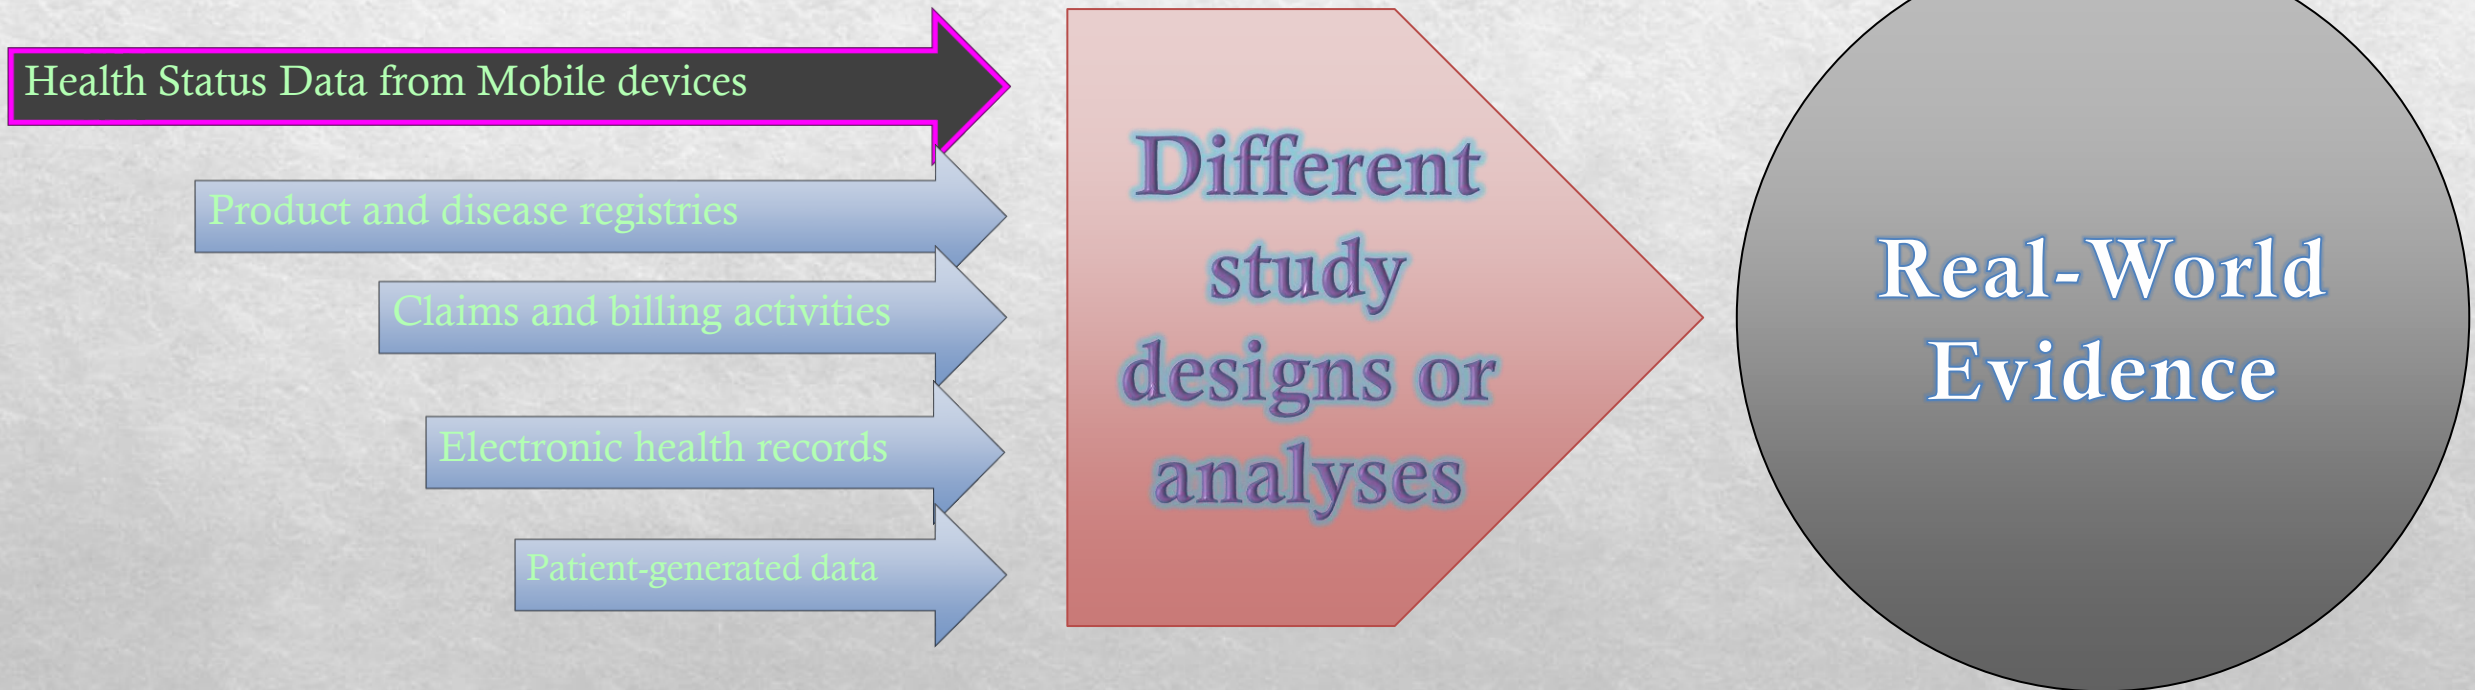 Health Status Data from Mobile devices
Product and disease registries
Claims and billing activities
Electronic health records
Patient-generated data
Different
study
designs or
analyses
Real-World
Evidence